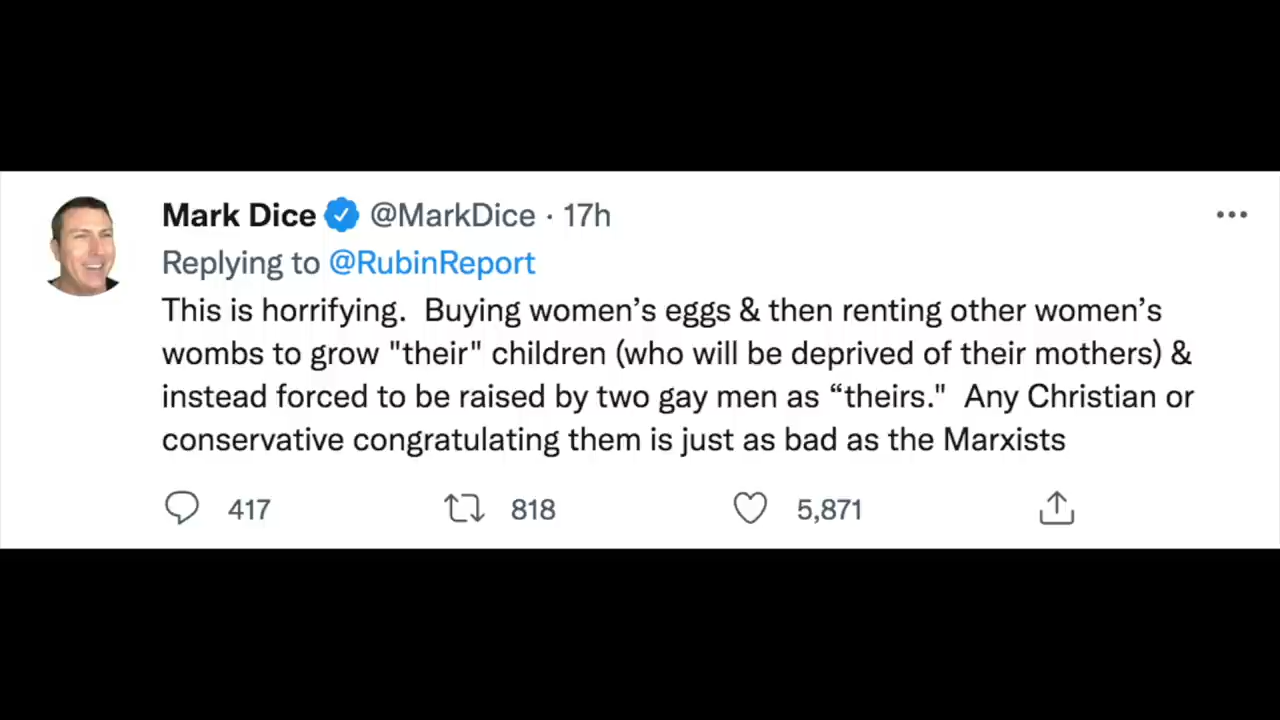 Mark Dice @MarkDice · 17h
Replying to @RubinReport
This is horrifying.  Buying women’s eggs & then renting other women’s
wombs to grow "their" children (who will be deprived of their mothers) &
instead forced to be raised by two gay men as “theirs."  Any Christian or
conservative congratulating them is just as bad as the Marxists
417 818 5,871